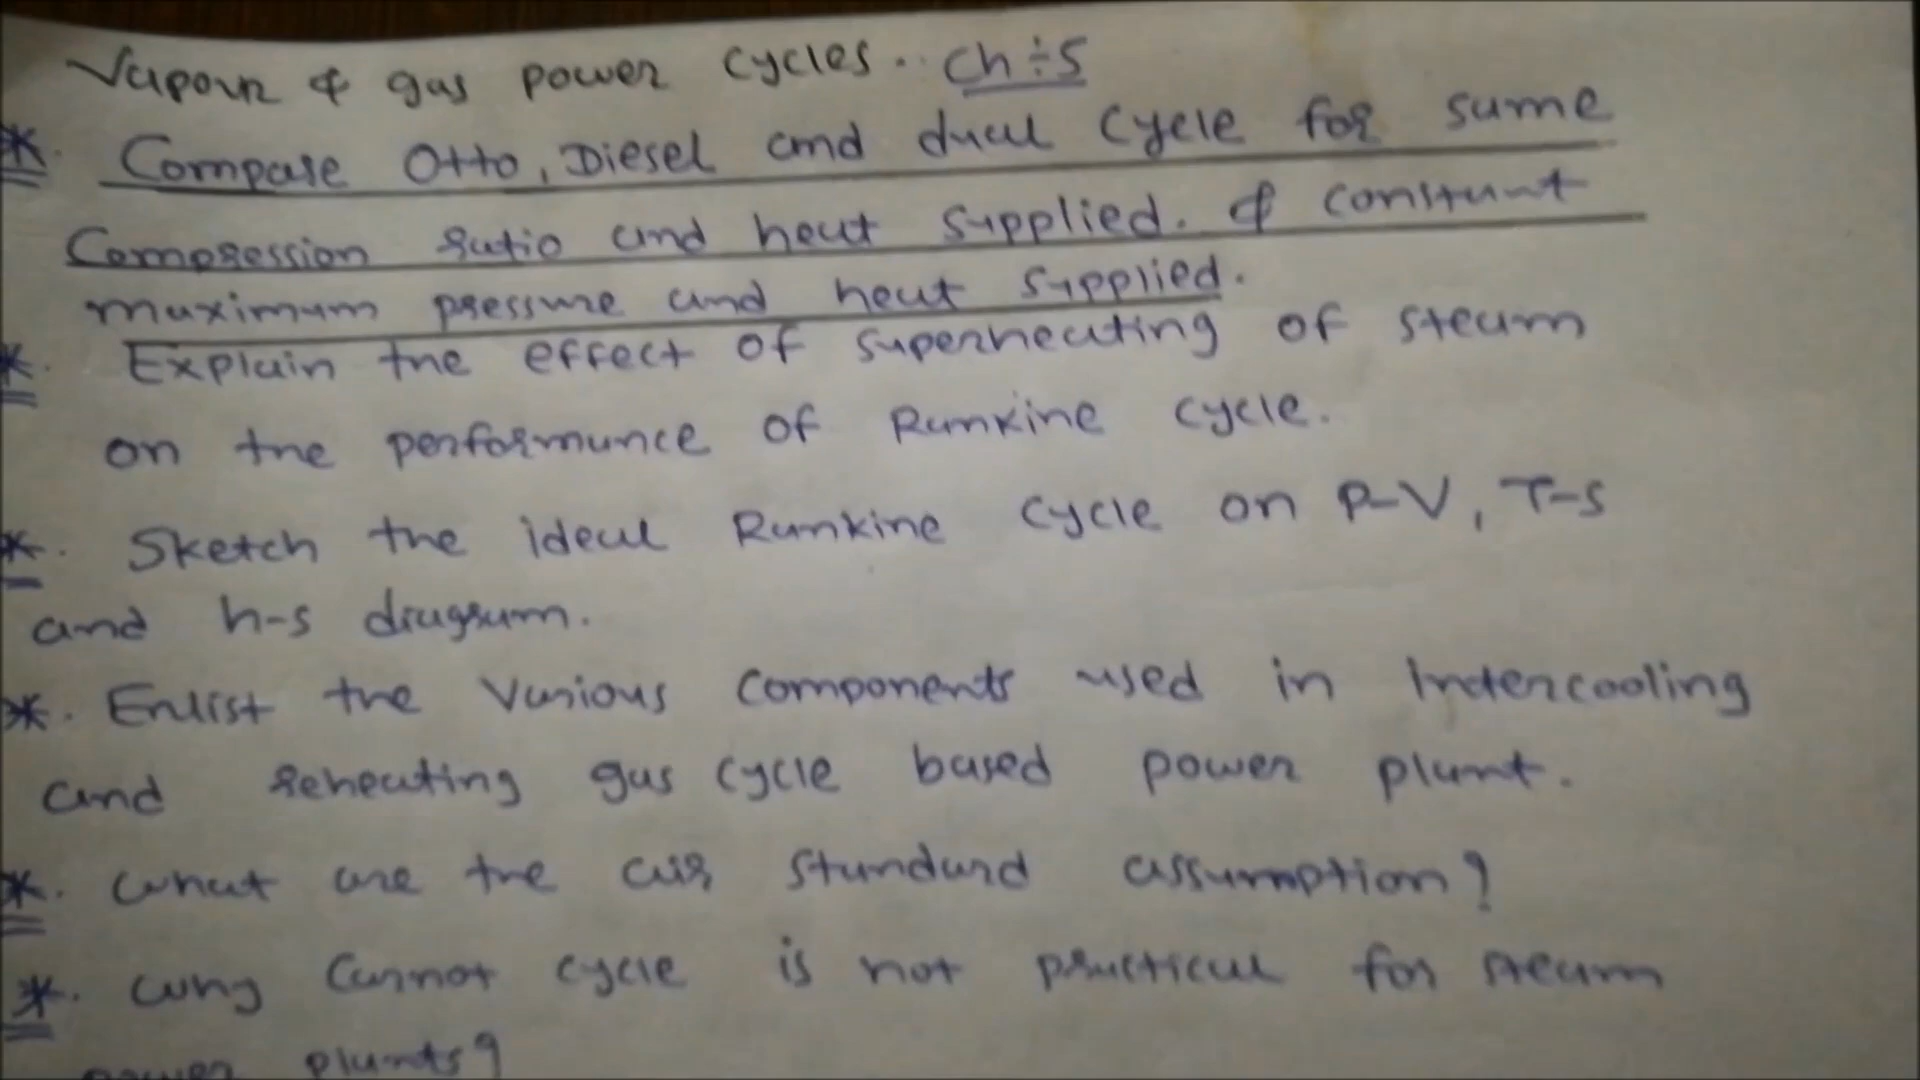 Vapour & gas power cycles. Ch÷5
*. Compare Otto, Diesel and dual cycle for same
Compression ratio and heat supplied. & constant
maximum pressure and heat supplied.
*. Explain the effect of superheating of steam
on the performance of Rankine cycle.
*. Sketch the ideal Rankine cycle on P-V, T-S
and h-s diagram.
*. Enlist the various components used in Intercooling
and reheating gas cycle based power plant.
*. What are the air standard assumption?
*. Why Carnot cycle is not practical for steam
power plants?